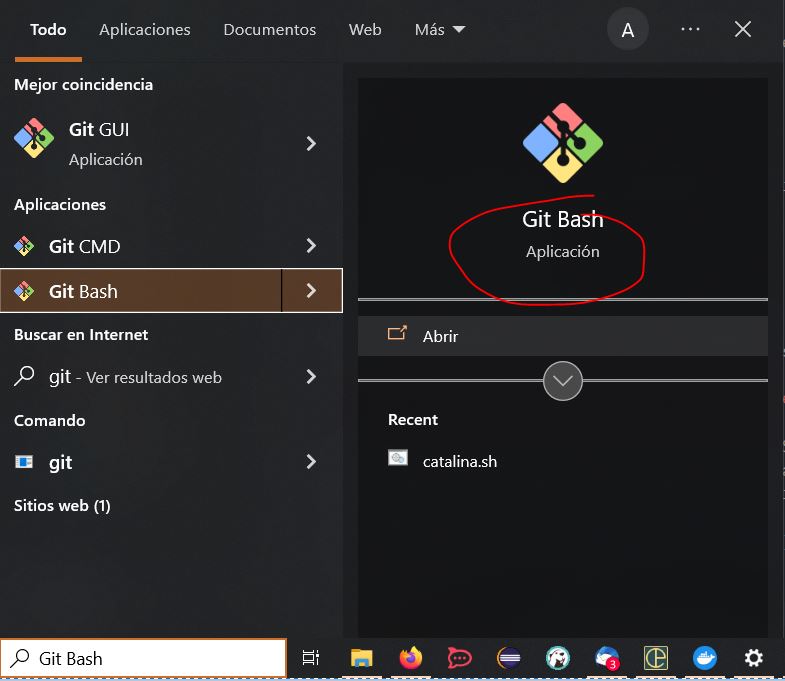 Todo Aplicaciones Documentos Web Más A ...
Mejor coincidencia
Git GUI
Aplicación
Aplicaciones
Git CMD
Git Bash
Buscar en Internet
git - Ver resultados web
Comando
git
Sitios web (1)
Git Bash
Aplicación
Abrir
Recent
catalina.sh
Git Bash
3